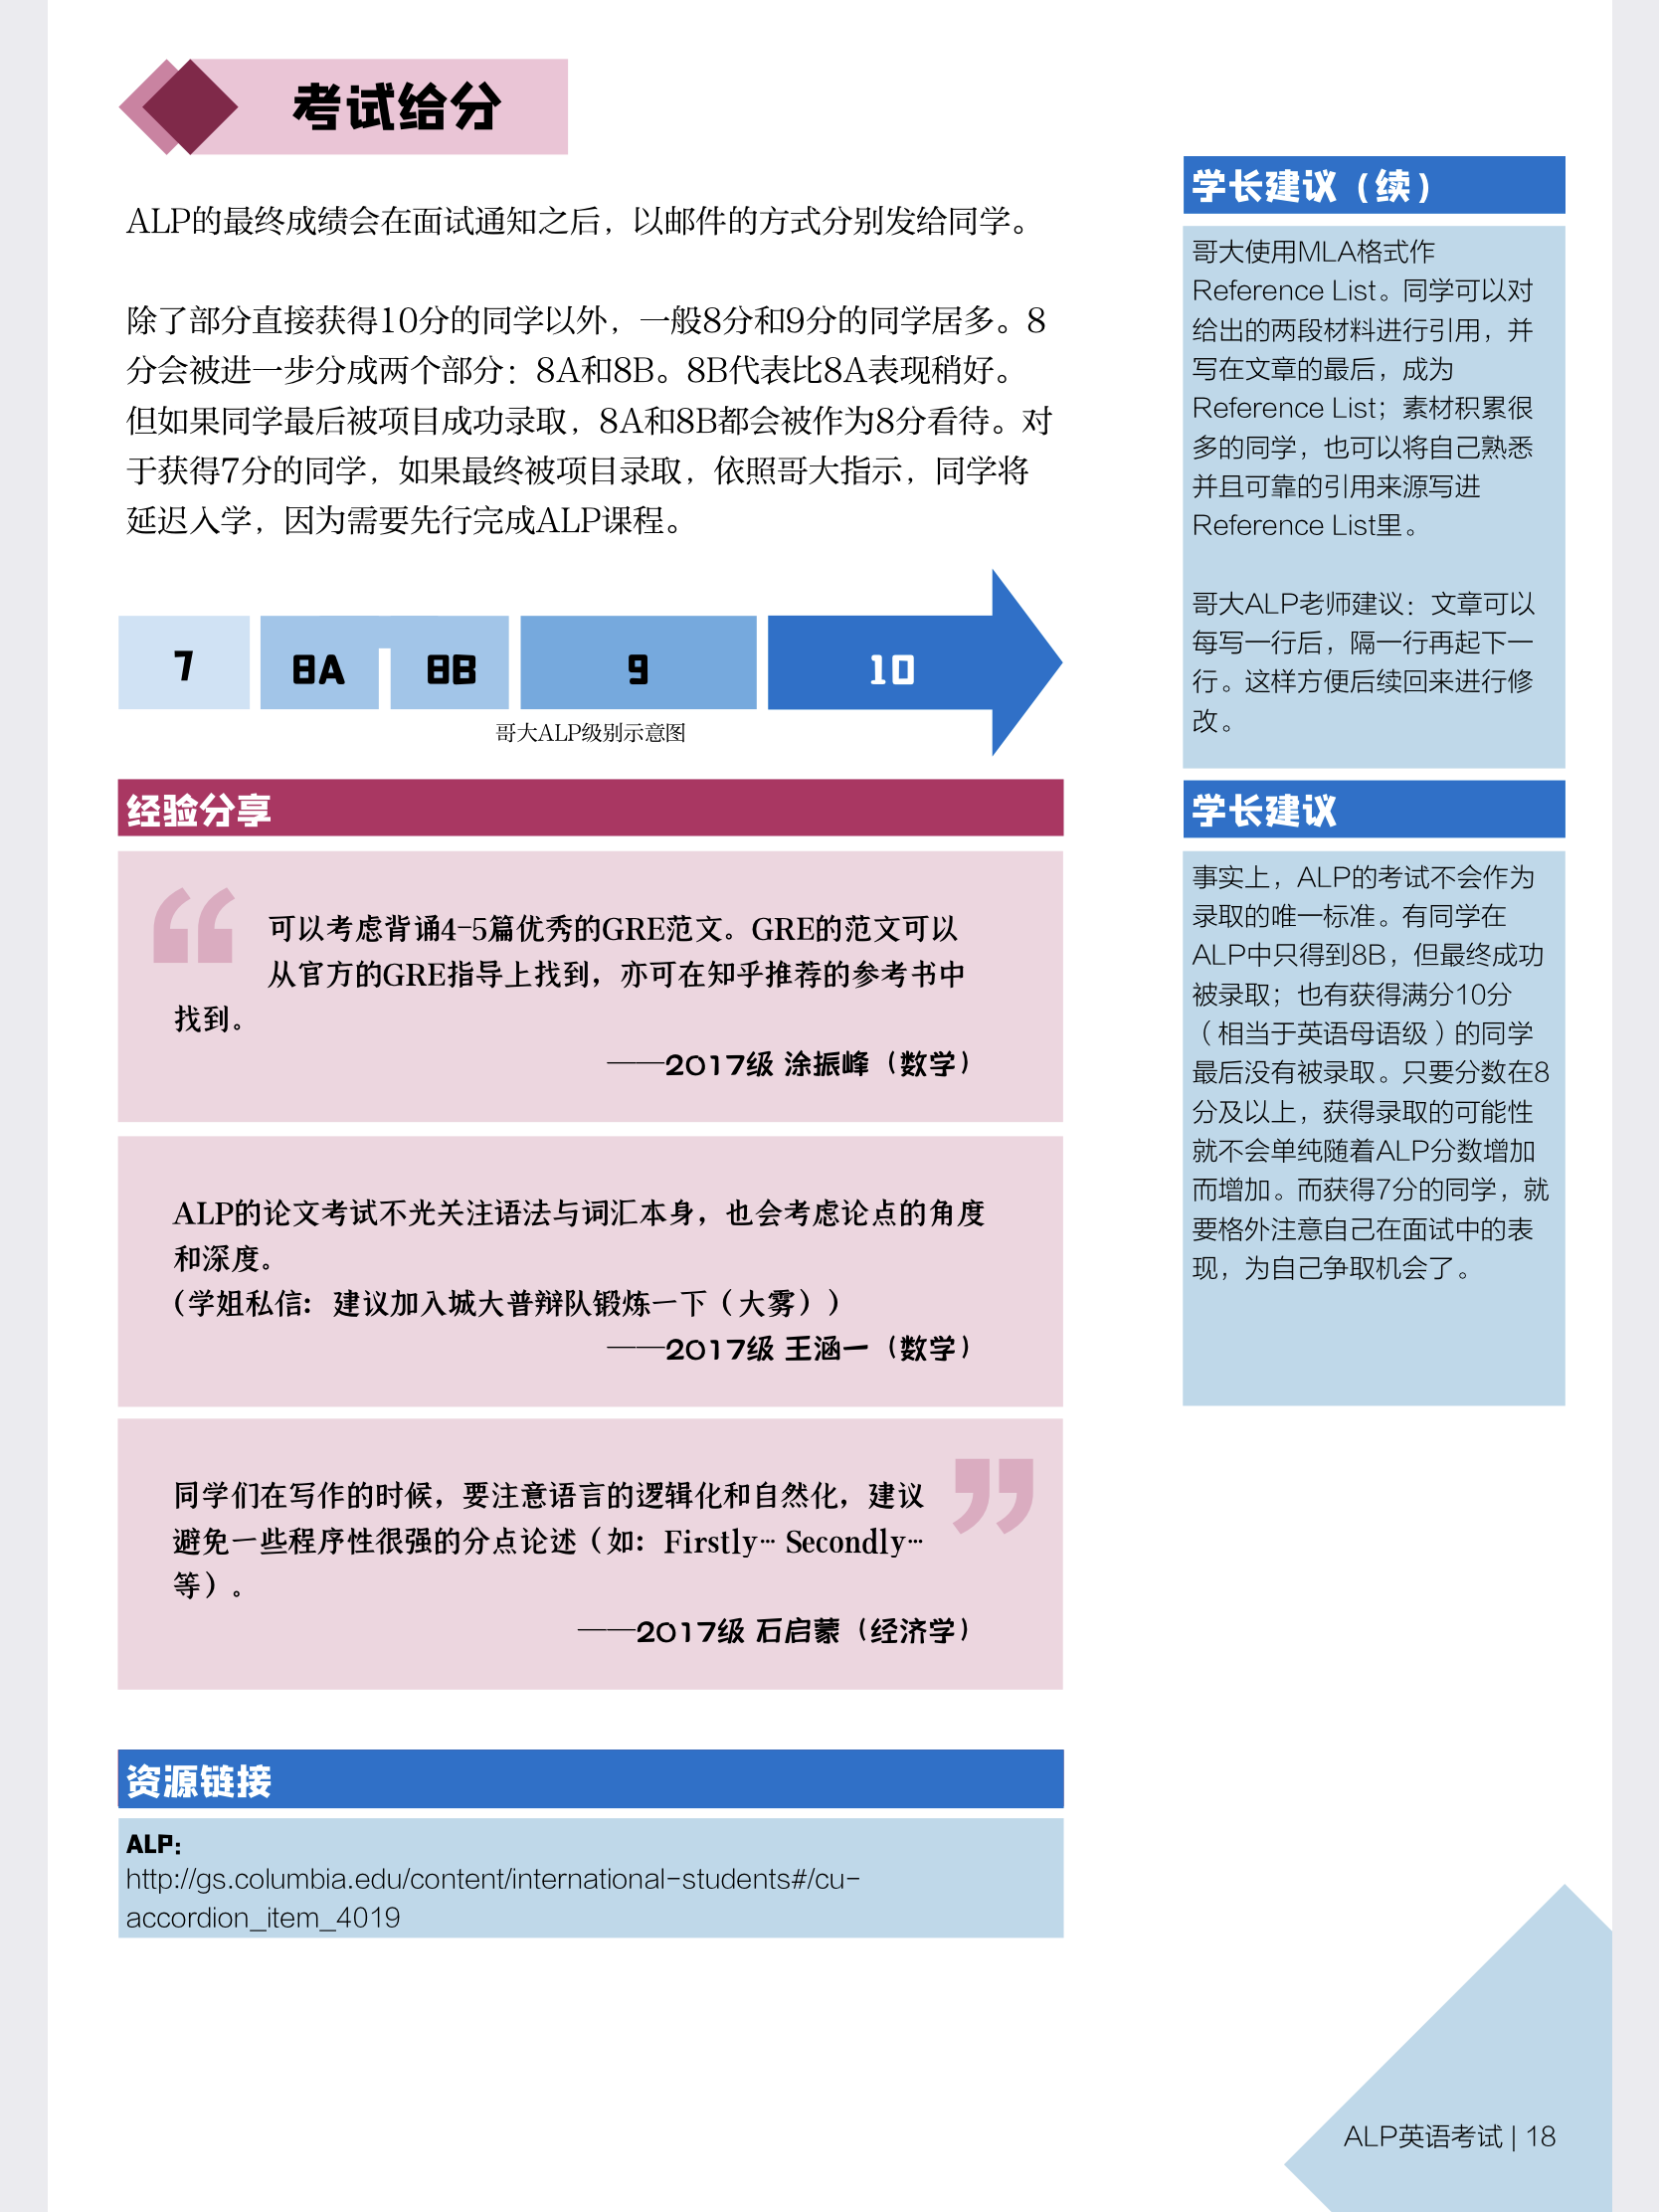 考试给分
ALP的最终成绩会在面试通知之后，以邮件的方式分别发给同学。
除了部分直接获得10分的同学以外，一般8分和9分的同学居多。8
分会被进一步分成两个部分：8A和8B。8B代表比8A表现稍好。
但如果同学最后被项目成功录取，8A和8B都会被作为8分看待。对
于获得7分的同学，如果最终被项目录取，依照哥大指示，同学将
延迟入学，因为需要先行完成ALP课程。
7 8A 8B 9 10
哥大ALP级别示意图
经验分享
可以考虑背诵4-5篇优秀的GRE范文。GRE的范文可以
从官方的GRE指导上找到，亦可在知乎推荐的参考书中
找到。
——2017级 涂振峰（数学）
ALP的论文考试不光关注语法与词汇本身，也会考虑论点的角度
和深度。
(学姐私信：建议加入城大普辩队锻炼一下（大雾））
——2017级 王涵一（数学）
同学们在写作的时候，要注意语言的逻辑化和自然化，建议
避免一些程序性很强的分点论述（如：Firstly… Secondly…
等）。
——2017级 石启蒙（经济学）
资源链接
ALP：
http://gs.columbia.edu/content/international-students#/cu-
accordion_item_4019
学长建议（续）
哥大使用MLA格式作
Reference List。同学可以对
给出的两段材料进行引用，并
写在文章的最后，成为
Reference List；素材积累很
多的同学，也可以将自己熟悉
并且可靠的引用来源写进
Reference List里。
哥大ALP老师建议：文章可以
每写一行后，隔一行再起下一
行。这样方便后续回来进行修
改。
学长建议
事实上，ALP的考试不会作为
录取的唯一标准。有同学在
ALP中只得到8B，但最终成功
被录取；也有获得满分10分
（相当于英语母语级）的同学
最后没有被录取。只要分数在8
分及以上，获得录取的可能性
就不会单纯随着ALP分数增加
而增加。而获得7分的同学，就
要格外注意自己在面试中的表
现，为自己争取机会了。
ALP英语考试 | 18